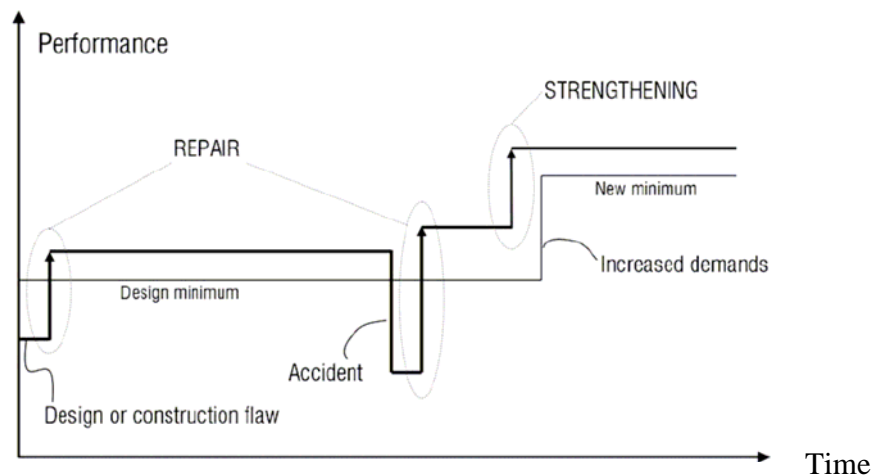 Performance
STRENGTHENING
REPAIR
New minimum
Increased demands
Design minimum
Accident
Design or construction flaw
Time